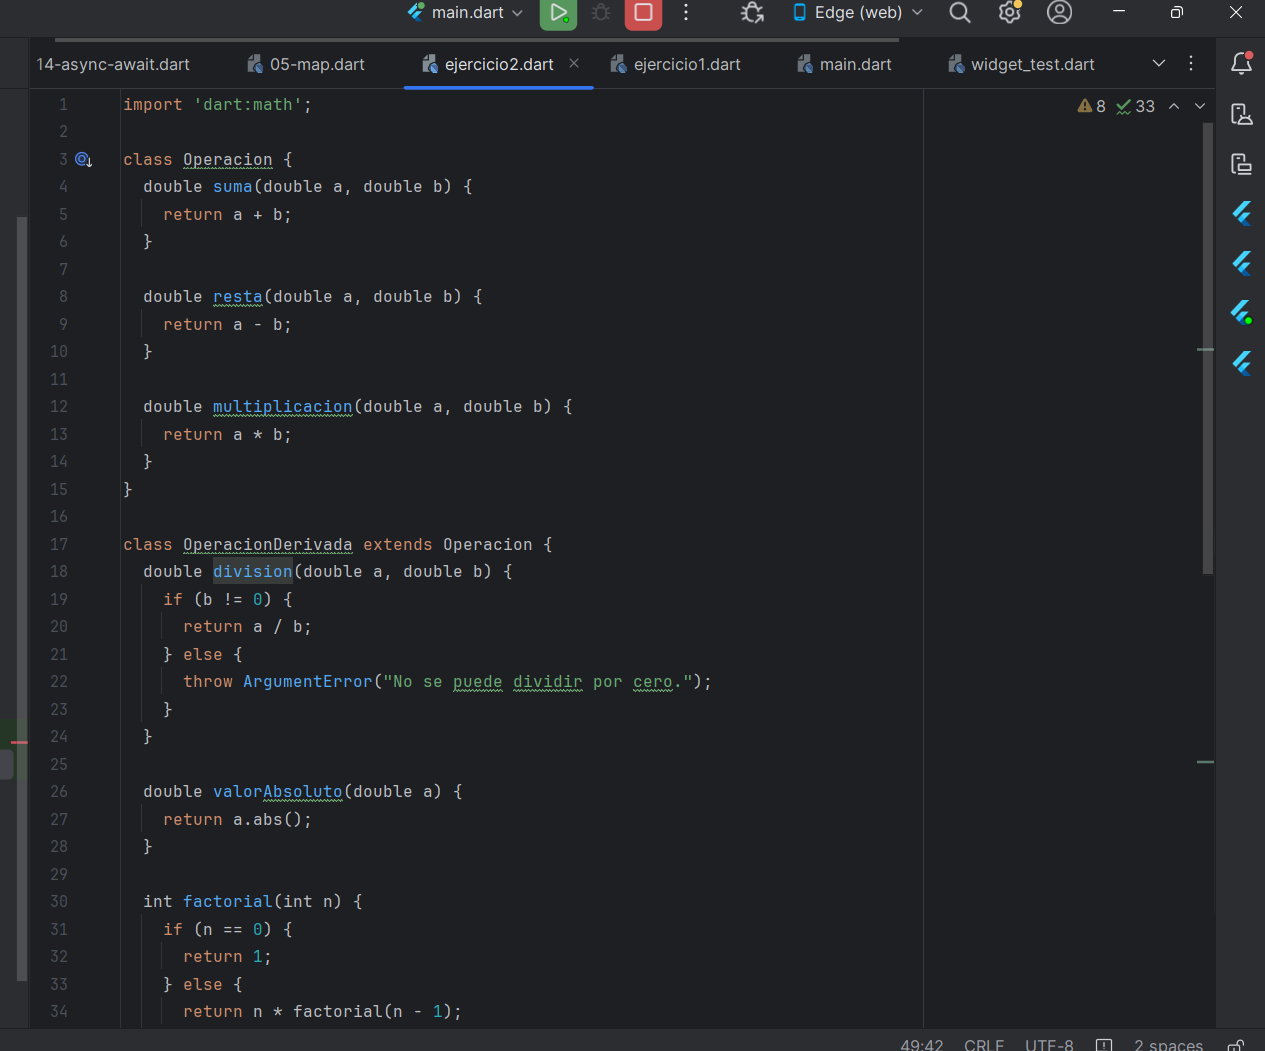 main.dart Edge (web)
14-async-await.dart 05-map.dart ejercicio2.dart ejercicio1.dart main.dart widget_test.dart
8 33
1 import 'dart:math';
2
3 class Operacion {
4 double suma(double a, double b) {
5 return a + b;
6 }
7
8 double resta(double a, double b) {
9 return a - b;
10 }
11
12 double multiplicacion(double a, double b) {
13 return a * b;
14 }
15 }
16
17 class OperacionDerivada extends Operacion {
18 double division(double a, double b) {
19 if (b != 0) {
20 return a / b;
21 } else {
22 throw ArgumentError("No se puede dividir por cero.");
23 }
24 }
25
26 double valorAbsoluto(double a) {
27 return a.abs();
28 }
29
30 int factorial(int n) {
31 if (n == 0) {
32 return 1;
33 } else {
34 return n * factorial(n - 1);
49:42 CRLF UTF-8 2 spaces